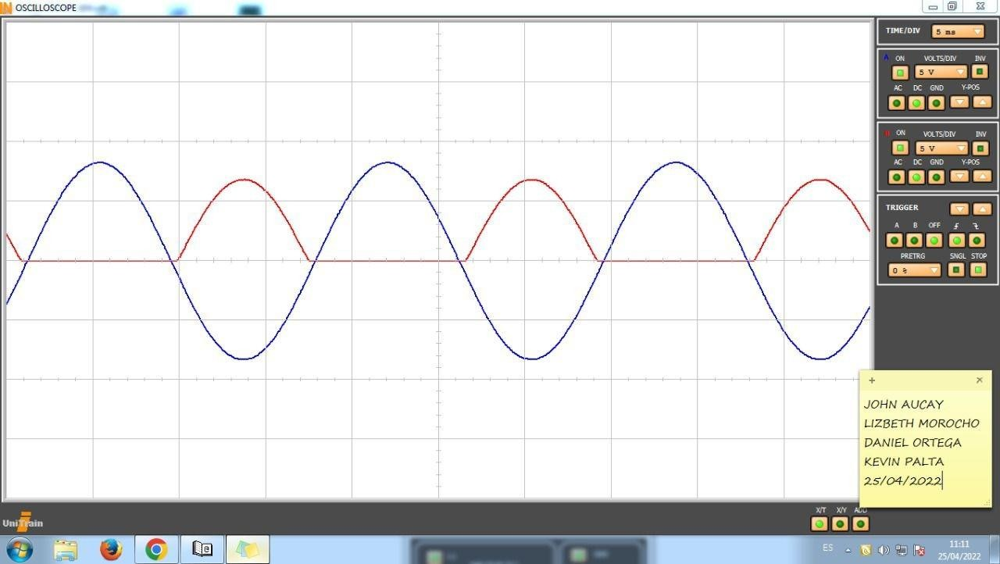 OSCILLOSCOPE
TIME/DIV
5 ms
A ON VOLTS/DIV INV
5 V
AC DC GND Y-POS
ON VOLTS/DIV INV
5 V
AC DC GND Y-POS
TRIGGER
A B OFF
PRETRG SNGL STOP
0 %
JOHN AUCAY
LIZBETH MOROCHO
DANIEL ORTEGA
KEVIN PALTA
25/04/2022
X/T X/Y ADD
UniTrain
ES
11:11
25/04/2022